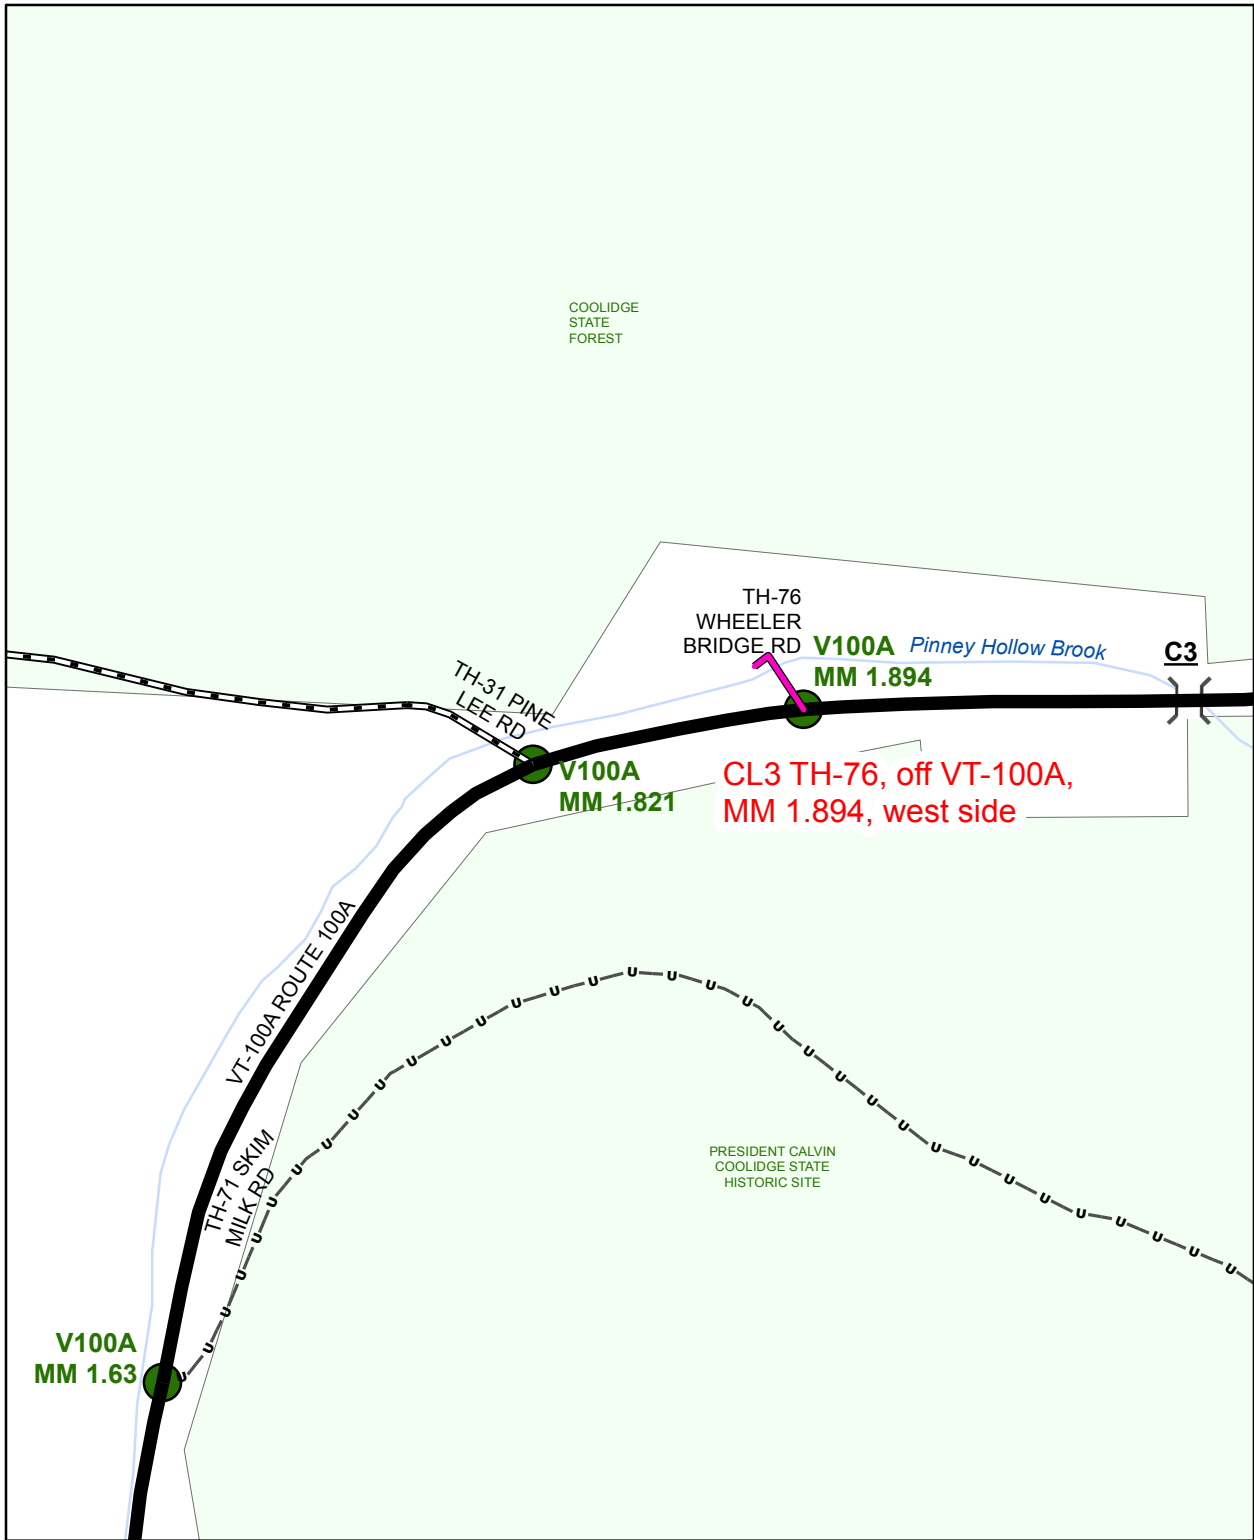 COOLIDGE
STATE
FOREST
TH-76
WHEELER
BRIDGE RD
V100A
MM 1.894
Pinney Hollow Brook
C3
TH-31 PINE
LEE RD
V100A
MM 1.821
CL3 TH-76, off VT-100A,
MM 1.894, west side
VT-100A ROUTE 100A
TH-71 SKIM
MILK RD
PRESIDENT CALVIN
COOLIDGE STATE
HISTORIC SITE
V100A
MM 1.63